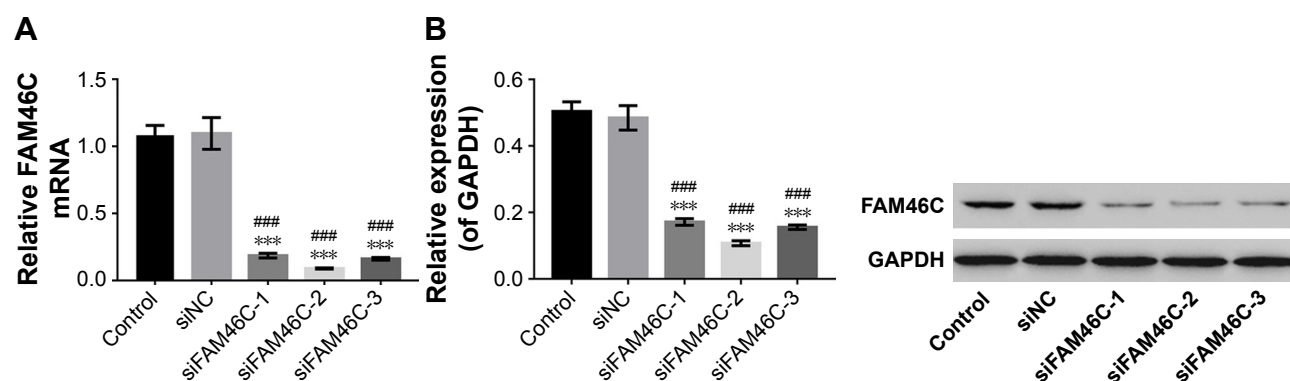 A
Relative FAM46C
mRNA
1.5
1.0
0.5
0.0
###
***
###
***
###
***
Control
siNC
siFAM46C-1
siFAM46C-2
siFAM46C-3
B
Relative expression
(of GAPDH)
0.6
0.4
0.2
0.0
###
***
###
***
###
***
Control
siNC
siFAM46C-1
siFAM46C-2
siFAM46C-3
FAM46C
GAPDH
Control
siNC
siFAM46C-1
siFAM46C-2
siFAM46C-3